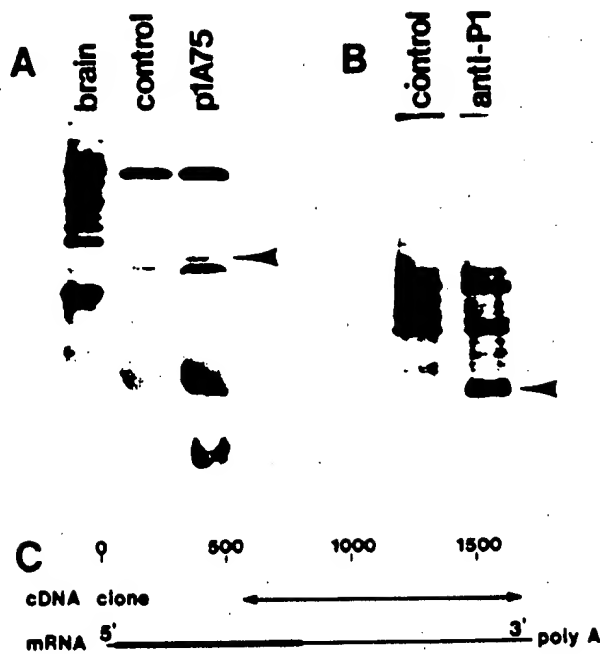 A
brain
control
p1A75
B
control
anti-P1
C
0 500 1000 1500
cDNA clone
mRNA 5' 3' poly A